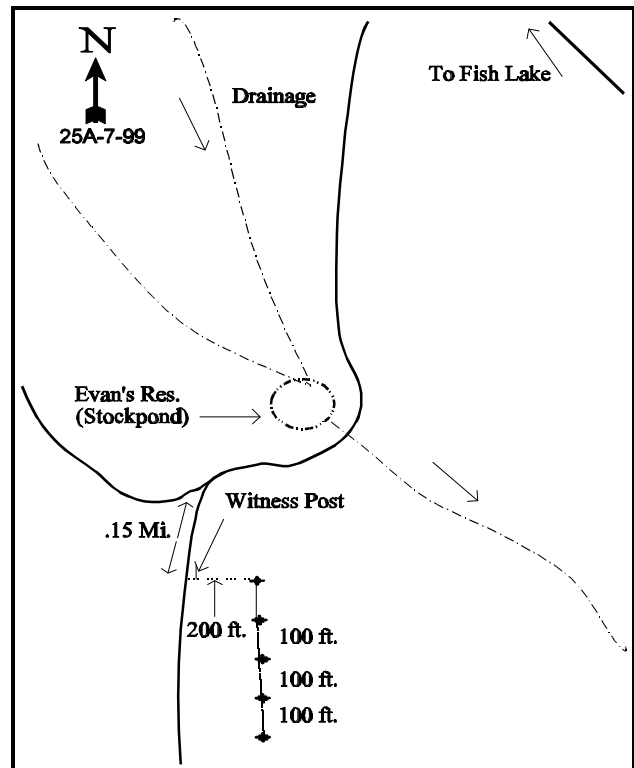 N
25A-7-99
Drainage
To Fish Lake
Evan's Res.
(Stockpond)
Witness Post
.15 Mi.
200 ft.
100 ft.
100 ft.
100 ft.